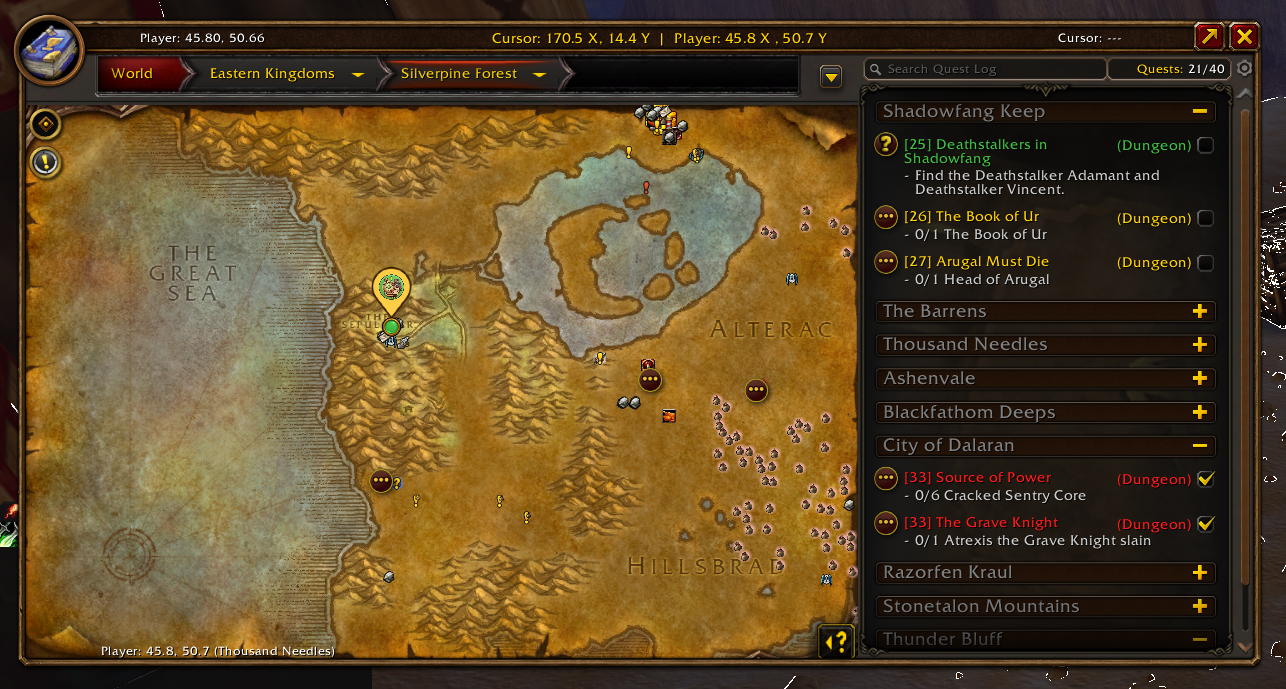 Player: 45.80, 50.66
Cursor: 170.5 X, 14.4 Y | Player: 45.8 X , 50.7 Y
Cursor: ---
World
Eastern Kingdoms
Silverpine Forest
Search Quest Log
Quests: 21/40
Shadowfang Keep
[25] Deathstalkers in Shadowfang (Dungeon)
- Find the Deathstalker Adamant and
Deathstalker Vincent.
[26] The Book of Ur (Dungeon)
- 0/1 The Book of Ur
[27] Arugal Must Die (Dungeon)
- 0/1 Head of Arugal
The Barrens
Thousand Needles
Ashenvale
Blackfathom Deeps
City of Dalaran
[33] Source of Power (Dungeon)
- 0/6 Cracked Sentry Core
[33] The Grave Knight (Dungeon)
- 0/1 Atrexis the Grave Knight slain
Razorfen Kraul
Stonetalon Mountains
Thunder Bluff
THE
GREAT
SEA
THE
ALTERAC
HILLSBRAD
Player: 45.8, 50.7 (Thousand Needles)